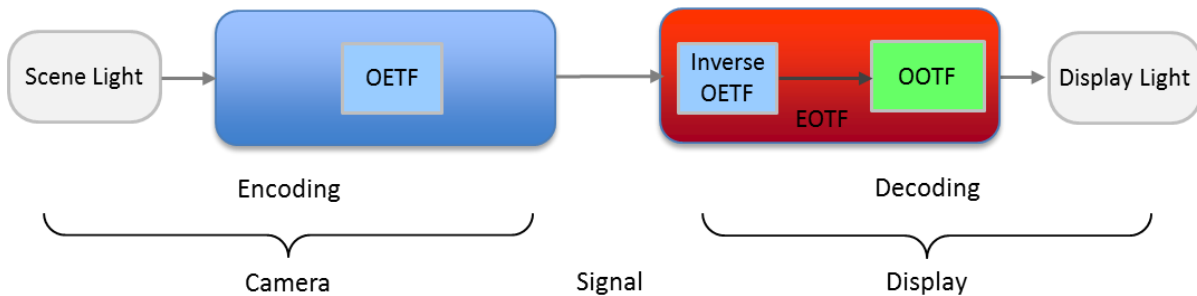 Scene Light
OETF
Inverse
OETF
OOTF
EOTF
Display Light
Encoding
Decoding
Camera
Signal
Display